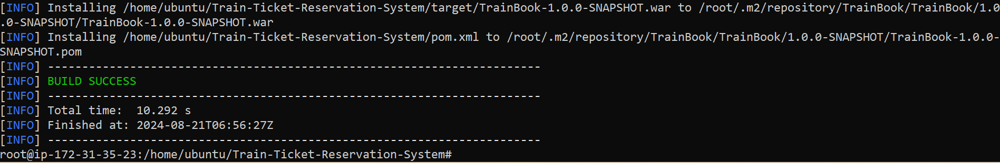 [INFO] Installing /home/ubuntu/Train-Ticket-Reservation-System/target/TrainBook-1.0.0-SNAPSHOT.war to /root/.m2/repository/TrainBook/TrainBook/1.0
.0-SNAPSHOT/TrainBook-1.0.0-SNAPSHOT.war
[INFO] Installing /home/ubuntu/Train-Ticket-Reservation-System/pom.xml to /root/.m2/repository/TrainBook/TrainBook/1.0.0-SNAPSHOT/TrainBook-1.0.0-
SNAPSHOT.pom
[INFO] ------------------------------------------------------------------------
[INFO] BUILD SUCCESS
[INFO] ------------------------------------------------------------------------
[INFO] Total time:  10.292 s
[INFO] Finished at: 2024-08-21T06:56:27Z
[INFO] ------------------------------------------------------------------------
root@ip-172-31-35-23:/home/ubuntu/Train-Ticket-Reservation-System#